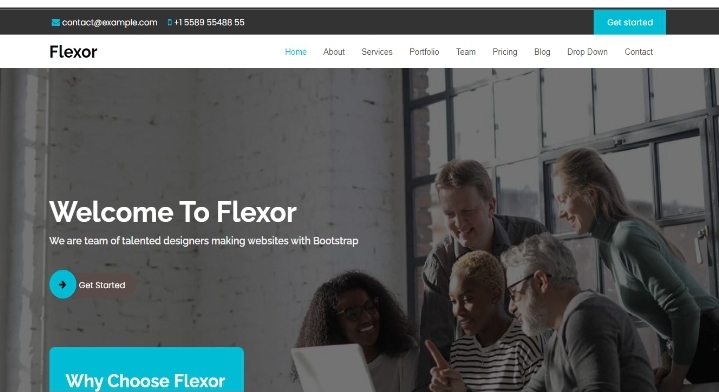 contact@example.com +1 5589 55488 55 Get started
Flexor Home About Services Portfolio Team Pricing Blog Drop Down Contact
Welcome To Flexor
We are team of talented designers making websites with Bootstrap
Get Started
Why Choose Flexor